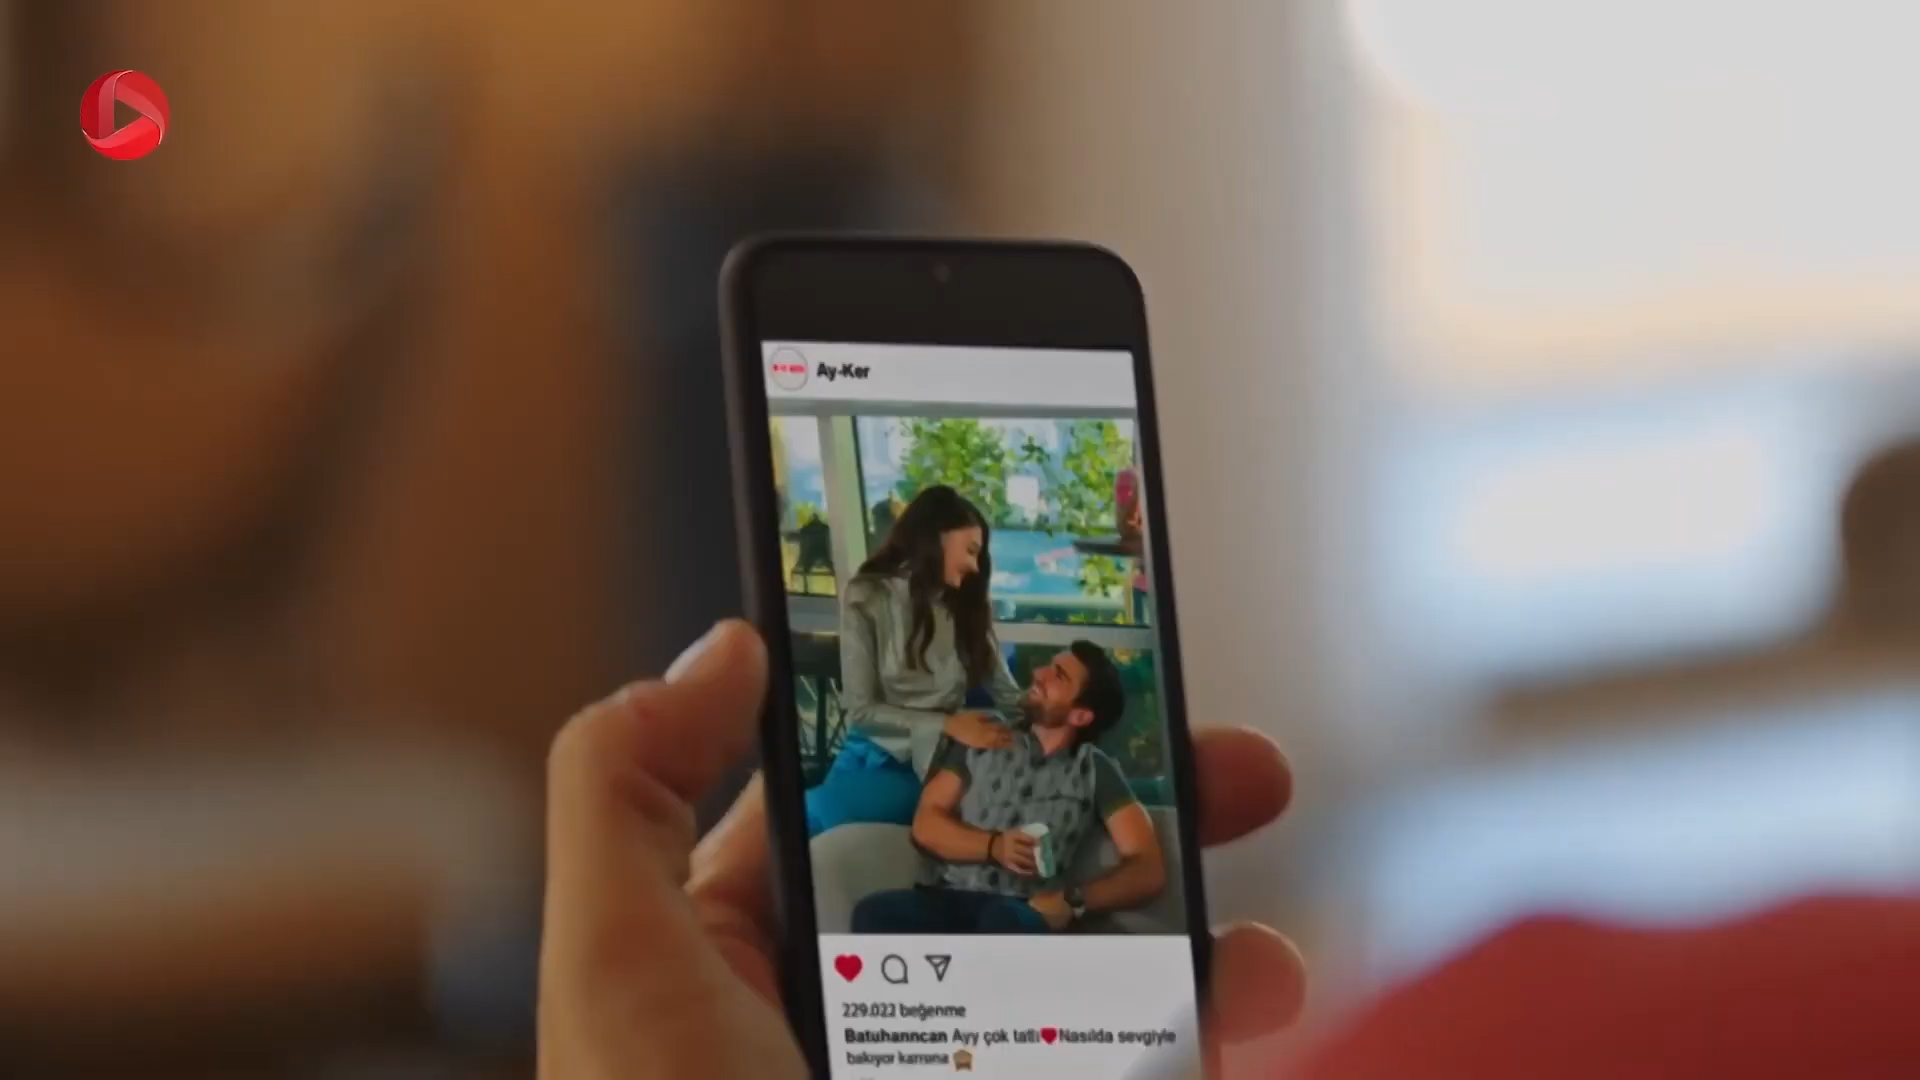 Ay-Ker
229.022 beğenme
Batuhanncan Ayy çok tatlı❤️Nasılda sevgiyle
bakıyor karısına